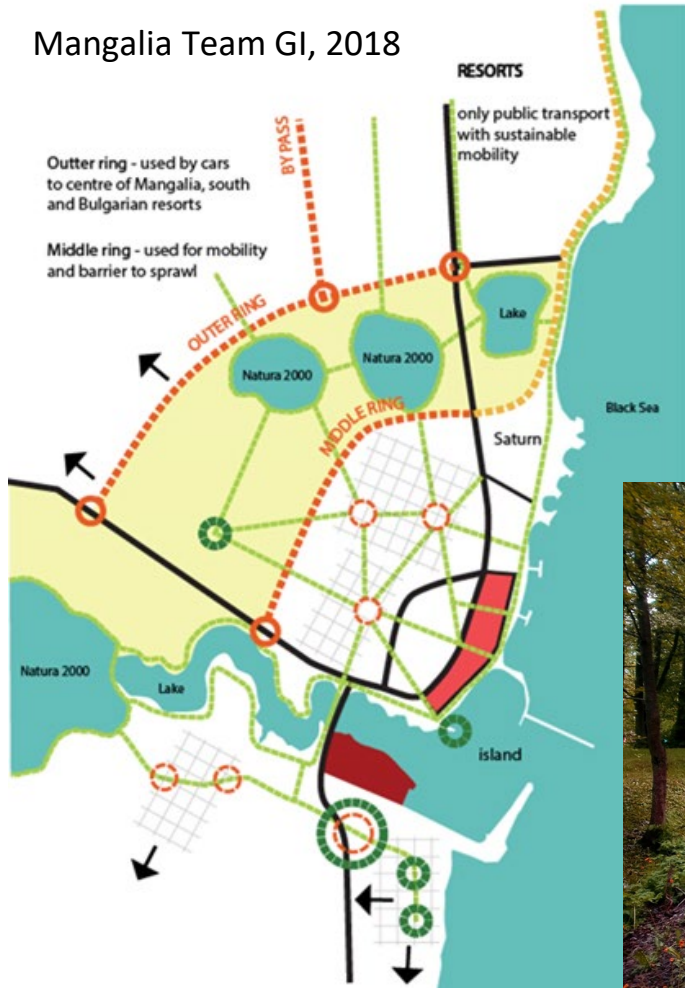 Mangalia Team GI, 2018
RESORTS
only public transport
with sustainable
mobility
BY PASS
Outer ring - used by cars
to centre of Mangalia, south
and Bulgarian resorts
Middle ring - used for mobility
and barrier to sprawl
OUTER RING
Lake
Natura 2000
Natura 2000
MIDDLE RING
Black Sea
Saturn
Natura 2000
Lake
island